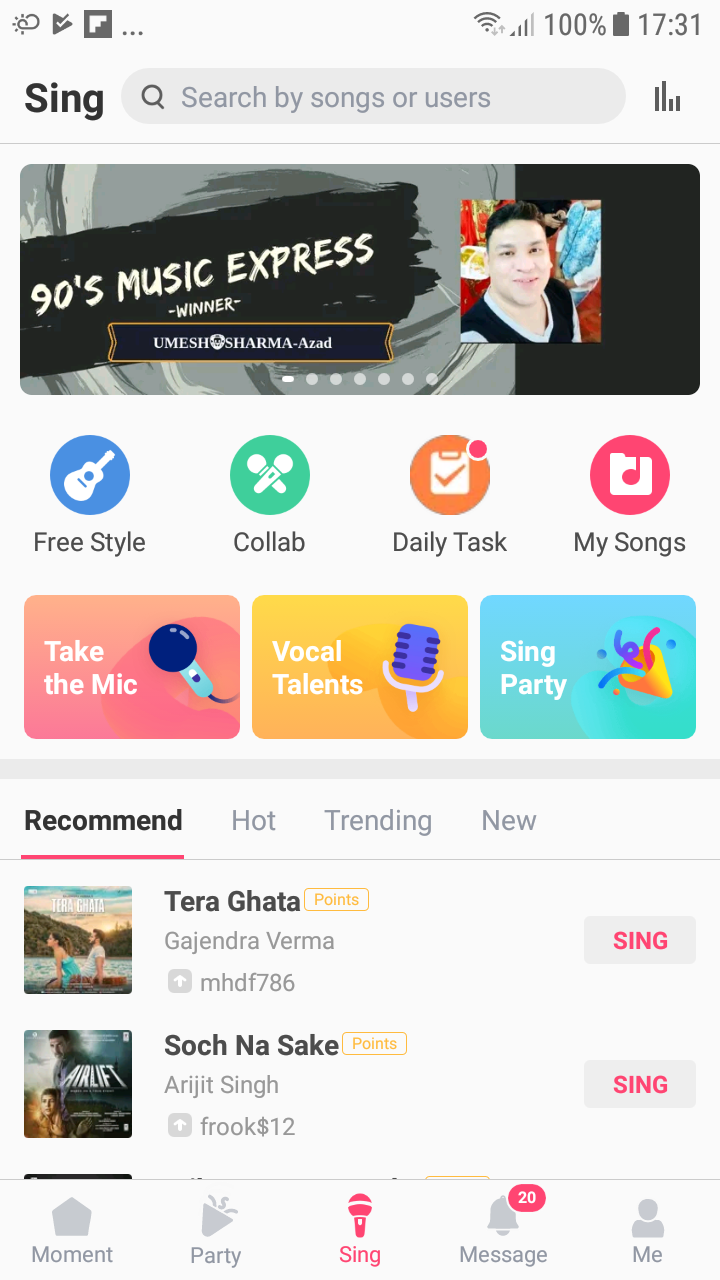 ... 100% 17:31
Sing
Search by songs or users
90'S MUSIC EXPRESS
-WINNER-
UMESH SHARMA-Azad
Free Style
Collab
Daily Task
My Songs
Take
the Mic
Vocal
Talents
Sing
Party
Recommend
Hot
Trending
New
TERA GHATA
Tera Ghata Points
Gajendra Verma
mhdf786
SING
AIRLIFT
Soch Na Sake Points
Arijit Singh
frook$12
SING
Moment
Party
Sing
20
Message
Me